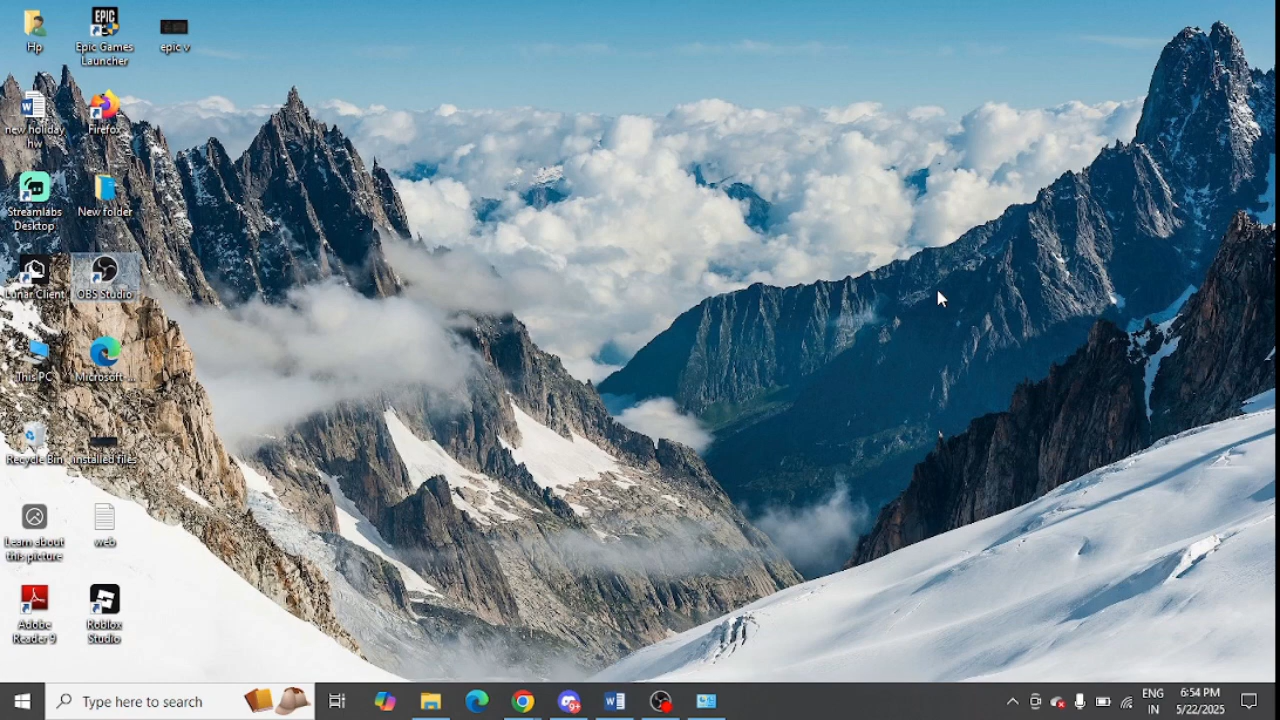 Hp
Epic Games
Launcher
EPIC
epic v
new holiday
hw
Firefox
Streamlabs
Desktop
New folder
Lunar Client
OBS Studio
This PC
Microsoft ...
Recycle Bin
installed files
Learn about
this picture
web
Adobe
Reader 9
Roblox
Studio
Type here to search
9+
ENG
IN
6:54 PM
5/22/2025